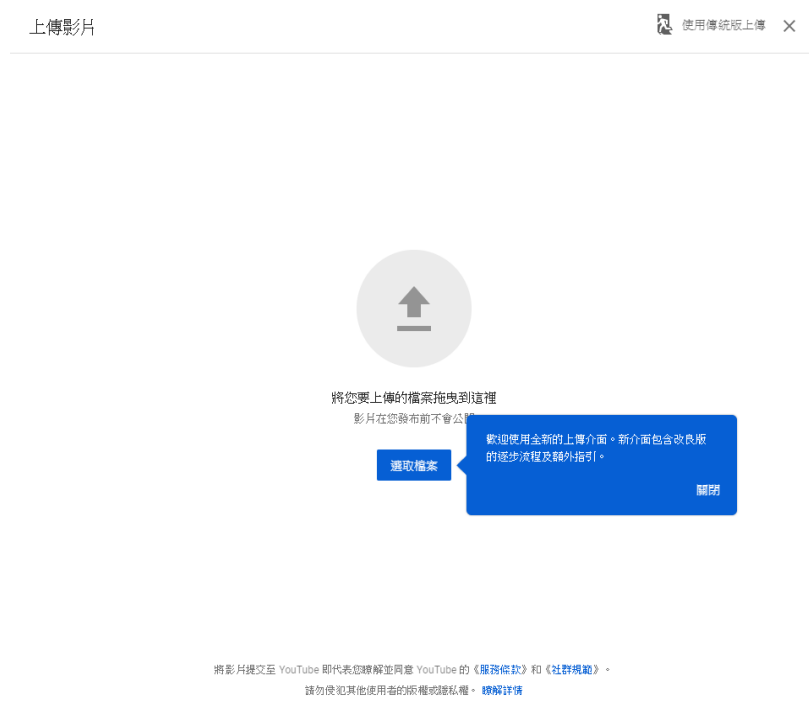 上傳影片
使用傳統版上傳
將您要上傳的檔案拖曳到這裡
影片在您發布前不會公
選取檔案
歡迎使用全新的上傳介面。新介面包含改良版
的逐步流程及額外指引。
關閉
將影片提交至 YouTube 即代表您瞭解並同意 YouTube 的《服務條款》和《社群規範》。
請勿侵犯其他使用者的版權或隱私權。 瞭解詳情